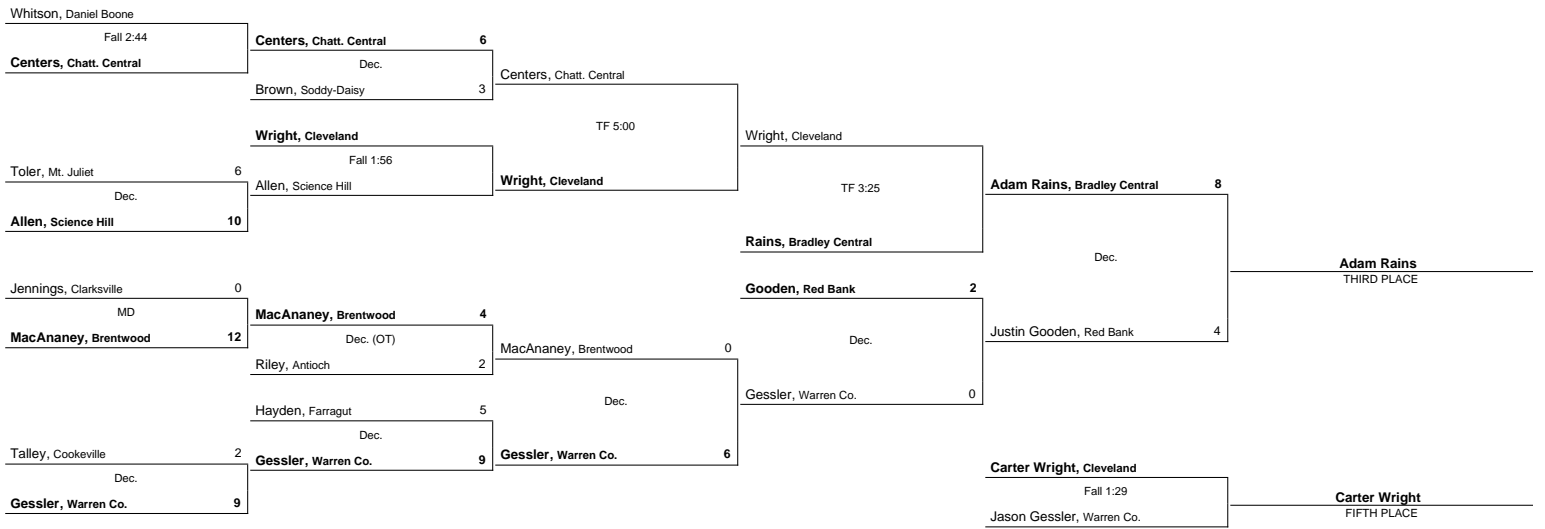 Whitson, Daniel Boone
Fall 2:44
Centers, Chatt. Central
Toler, Mt. Juliet 6
Dec.
Allen, Science Hill 10
Jennings, Clarksville 0
MD
MacAnaney, Brentwood 12
Talley, Cookeville 2
Dec.
Gessler, Warren Co. 9
Centers, Chatt. Central 6
Dec.
Brown, Soddy-Daisy 3
Wright, Cleveland
Fall 1:56
Allen, Science Hill
MacAnaney, Brentwood 4
Dec. (OT)
Riley, Antioch 2
Hayden, Farragut 5
Dec.
Gessler, Warren Co. 9
Centers, Chatt. Central
TF 5:00
Wright, Cleveland
MacAnaney, Brentwood 0
Dec.
Gessler, Warren Co. 6
Wright, Cleveland
TF 3:25
Rains, Bradley Central
Gooden, Red Bank 2
Dec.
Gessler, Warren Co. 0
Adam Rains, Bradley Central 8
Dec.
Justin Gooden, Red Bank 4
Carter Wright, Cleveland
Fall 1:29
Jason Gessler, Warren Co.
Adam Rains
THIRD PLACE
Carter Wright
FIFTH PLACE